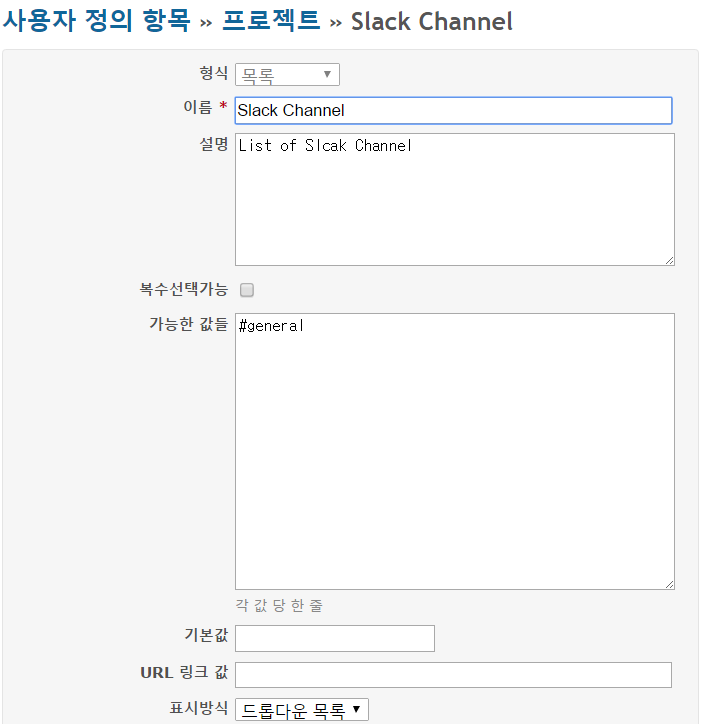 사용자 정의 항목 » 프로젝트 » Slack Channel
형식 목록 ▼
이름 * Slack Channel
설명 List of Slcak Channel
복수선택가능
가능한 값들 #general
각 값 당 한 줄
기본값
URL 링크 값
표시방식 드롭다운 목록 ▼